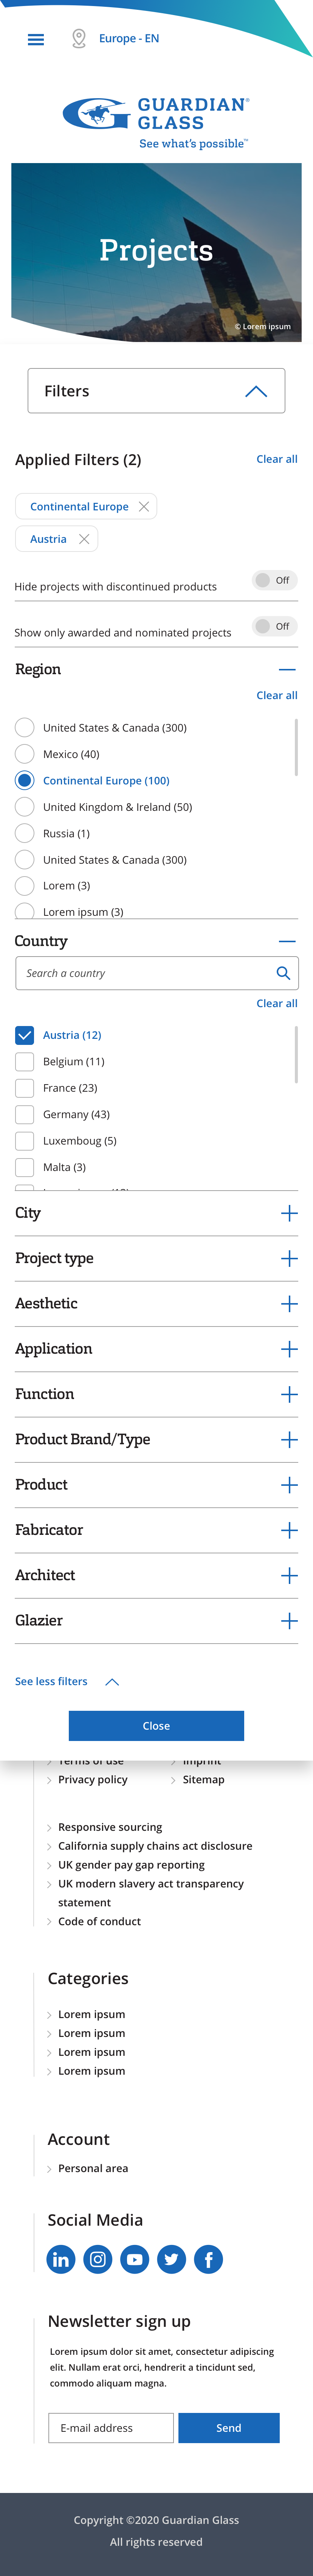 Europe - EN
GUARDIAN®
GLASS
See what's possible™
Projects
© Lorem ipsum
Filters
Applied Filters (2)
Clear all
Continental Europe
Austria
Hide projects with discontinued products
Off
Show only awarded and nominated projects
Off
Region
Clear all
United States & Canada (300)
Mexico (40)
Continental Europe (100)
United Kingdom & Ireland (50)
Russia (1)
United States & Canada (300)
Lorem (3)
Lorem ipsum (3)
Country
Search a country
Clear all
Austria (12)
Belgium (11)
France (23)
Germany (43)
Luxemboug (5)
Malta (3)
City
Project type
Aesthetic
Application
Function
Product Brand/Type
Product
Fabricator
Architect
Glazier
See less filters
Close
Terms of use
Imprint
Privacy policy
Sitemap
Responsive sourcing
California supply chains act disclosure
UK gender pay gap reporting
UK modern slavery act transparency
statement
Code of conduct
Categories
Lorem ipsum
Lorem ipsum
Lorem ipsum
Lorem ipsum
Account
Personal area
Social Media
Newsletter sign up
Lorem ipsum dolor sit amet, consectetur adipiscing
elit. Nullam erat orci, hendrerit a tincidunt sed,
commodo aliquam magna.
E-mail address
Send
Copyright ©2020 Guardian Glass
All rights reserved